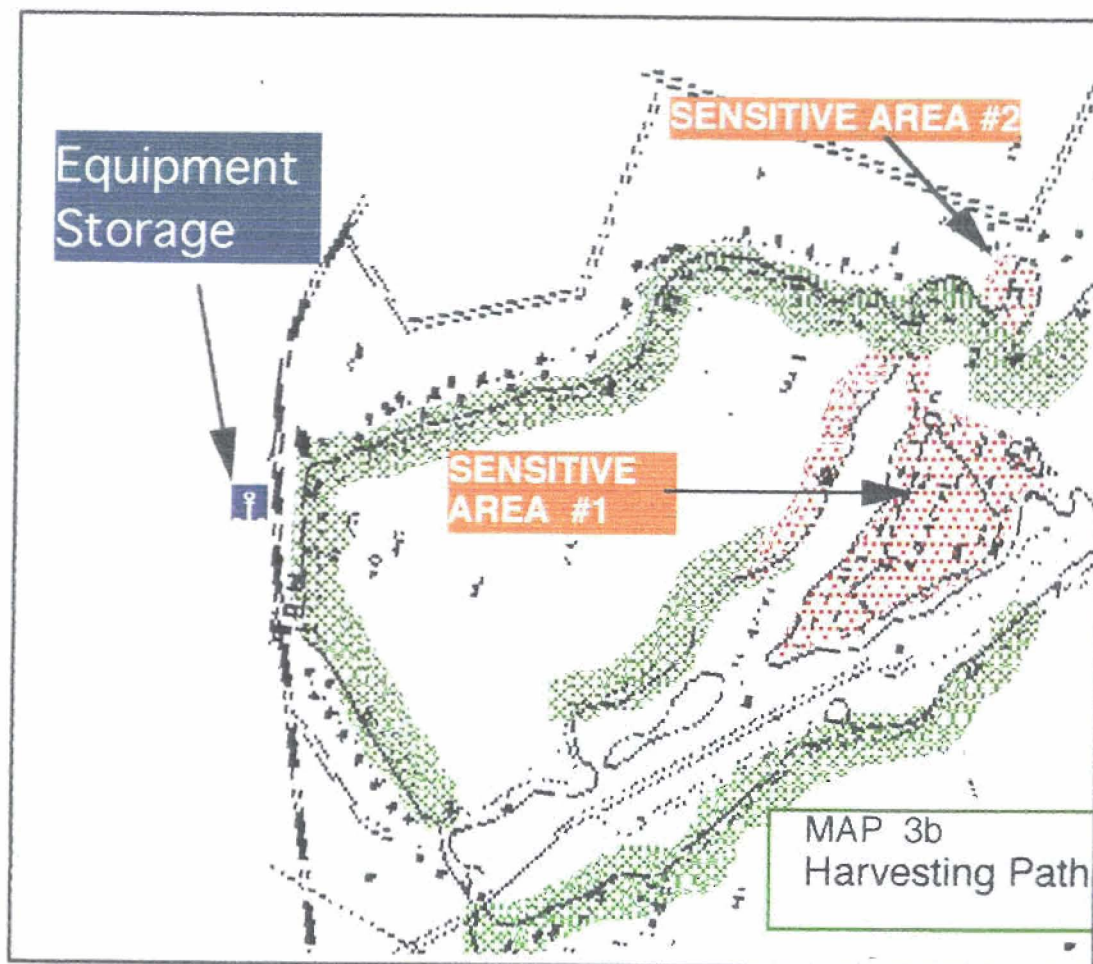 SENSITIVE AREA #2
Equipment
Storage
SENSITIVE
AREA #1
MAP 3b
Harvesting Path